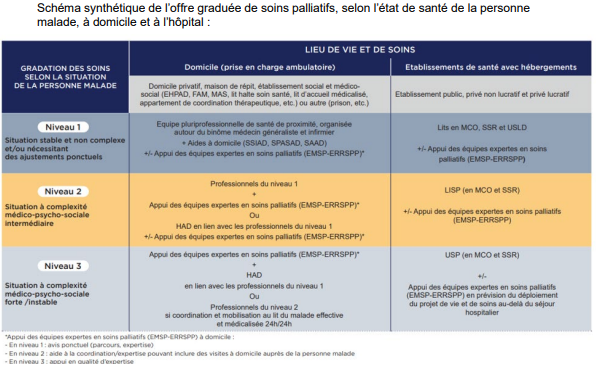 Schéma synthétique de l'offre graduée de soins palliatifs, selon l'état de santé de la personne
malade, à domicile et à l'hôpital :
GRADATION DES SOINS
SELON LA SITUATION
DE LA PERSONNE MALADE
LIEU DE VIE ET DE SOINS
Domicile (prise en charge ambulatoire)
Etablissements de santé avec hébergements
Domicile privatif, maison de répit, établissement social et médico-
social (EHPAD, FAM, MAS, lit halte soin santé, lit d'accueil médicalisé,
appartement de coordination thérapeutique, etc.) ou autre (prison, etc.)
Etablissement public, privé non lucratif et privé lucratif
Niveau 1
Situation stable et non complexe
et/ou nécessitant
des ajustements ponctuels
Equipe pluriprofessionnelle de santé de proximité, organisée
autour du binôme médecin généraliste et infirmier
+ Aides à domicile (SSIAD, SPASAD, SAAD)
+/- Appui des équipes expertes en soins palliatifs (EMSP-ERRSPP)*
Lits en MCO, SSR et USLD
+/- Appui des équipes expertes en soins
palliatifs (EMSP-ERRSPP)
Niveau 2
Situation à complexité
médico-psycho-sociale
intermédiaire
Professionnels du niveau 1
+
Appui des équipes expertes en soins palliatifs (EMSP-ERRSPP)*
Ou
HAD en lien avec les professionnels du niveau 1
+/- Appui des équipes expertes en soins palliatifs (EMSP-ERRSPP)*
LISP (en MCO et SSR)
+/- Appui des équipes expertes en soins palliatifs
(EMSP-ERRSPP)
Niveau 3
Situation à complexité
médico-psycho-sociale
forte /instable
Appui des équipes expertes en soins palliatifs (EMSP-ERRSPP)*
+
HAD
en lien avec les professionnels du niveau 1
Ou
Professionnels du niveau 2
si coordination et mobilisation au lit du malade effective
et médicalisée 24h/24h
USP (en MCO et SSR)
+/-
Appui des équipes expertes en soins palliatifs
(EMSP-ERRSPP) en prévision du déploiement
du projet de vie et de soins au-delà du séjour
hospitalier
*Appui des équipes expertes en soins palliatifs (EMSP-ERRSPP) à domicile :
- En niveau 1 : avis ponctuel (parcours, expertise)
- En niveau 2 : aide à la coordination/expertise pouvant inclure des visites à domicile auprès de la personne malade
- En niveau 3 : appui en qualité d'expertise